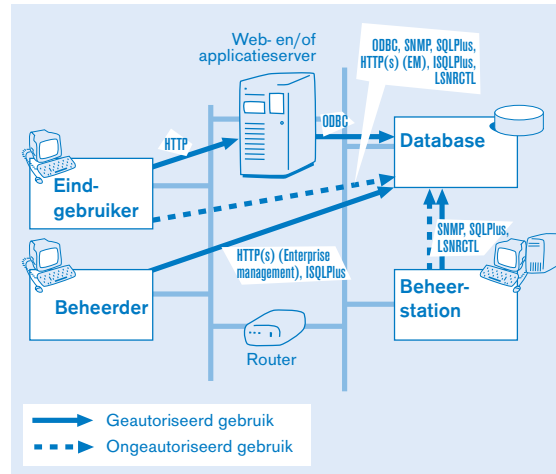 Web- en/of
applicatieserver
ODBC, SNMP, SQLPlus,
HTTP(s) (EM), ISQLPlus,
LSNRCTL
HTTP
ODBC
Database
Eind-
gebruiker
SNMP, SQLPlus,
LSNRCTL
HTTP(s) (Enterprise
management), ISQLPlus
Beheerder
Beheer-
station
Router
Geautoriseerd gebruik
Ongeautoriseerd gebruik